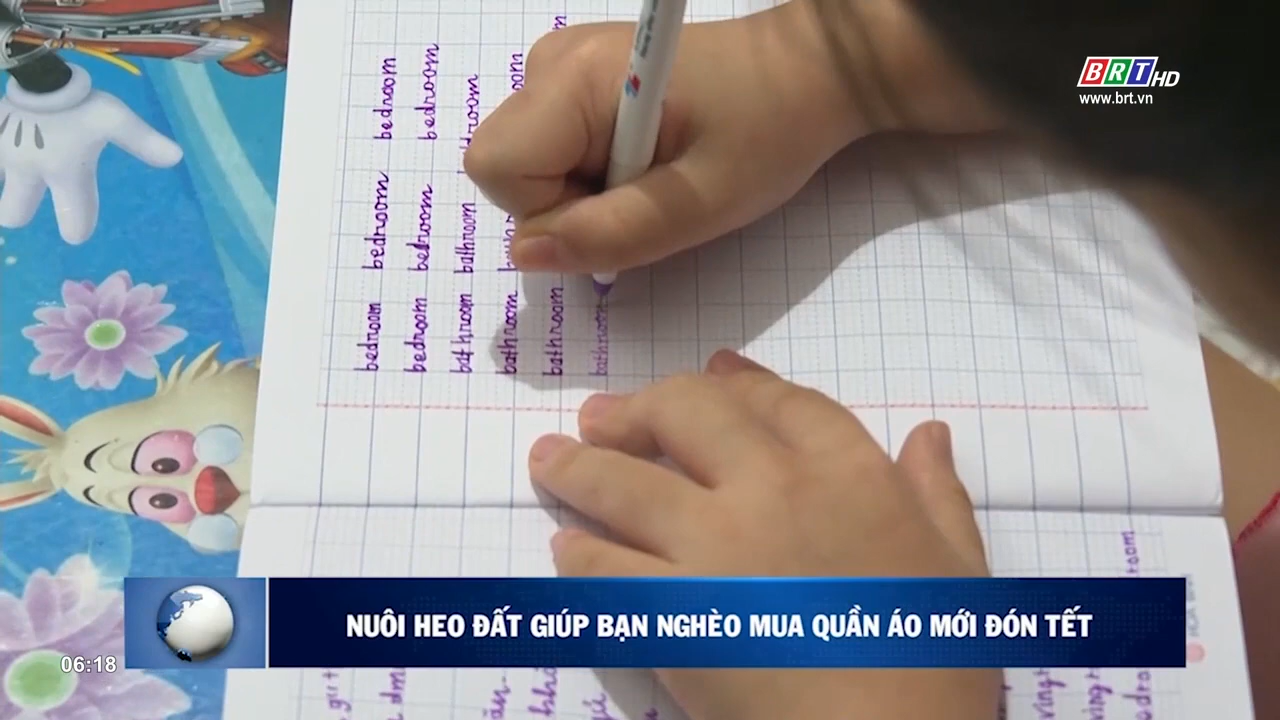 BRT HD
www.brt.vn
bedroom bedroom bedroom
bedroom bedroom bedroom
bathroom bathroom
bathroom
bathroom
bathroom
NUÔI HEO ĐẤT GIÚP BẠN NGHÈO MUA QUẦN ÁO MỚI ĐÓN TẾT
06:18